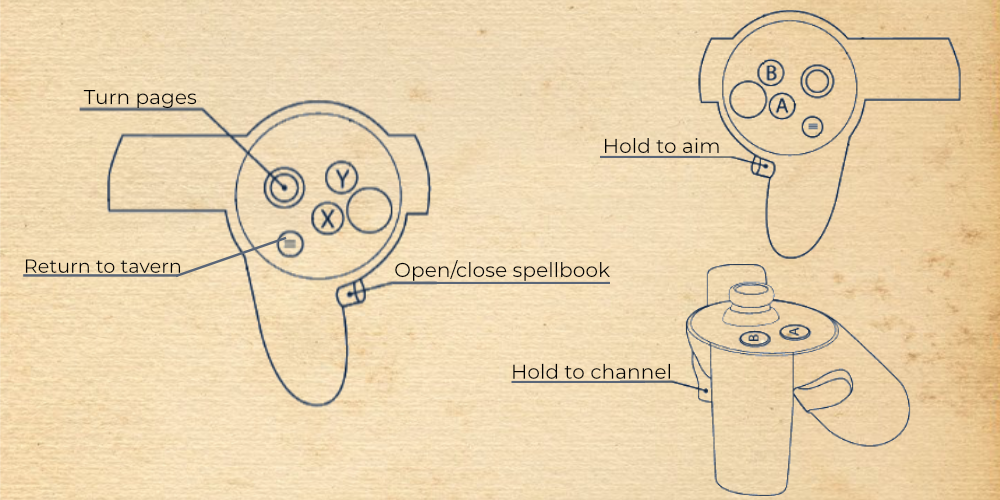 Turn pages
Y
X
≡
Return to tavern
Open/close spellbook
B
A
≡
Hold to aim
B
A
Hold to channel